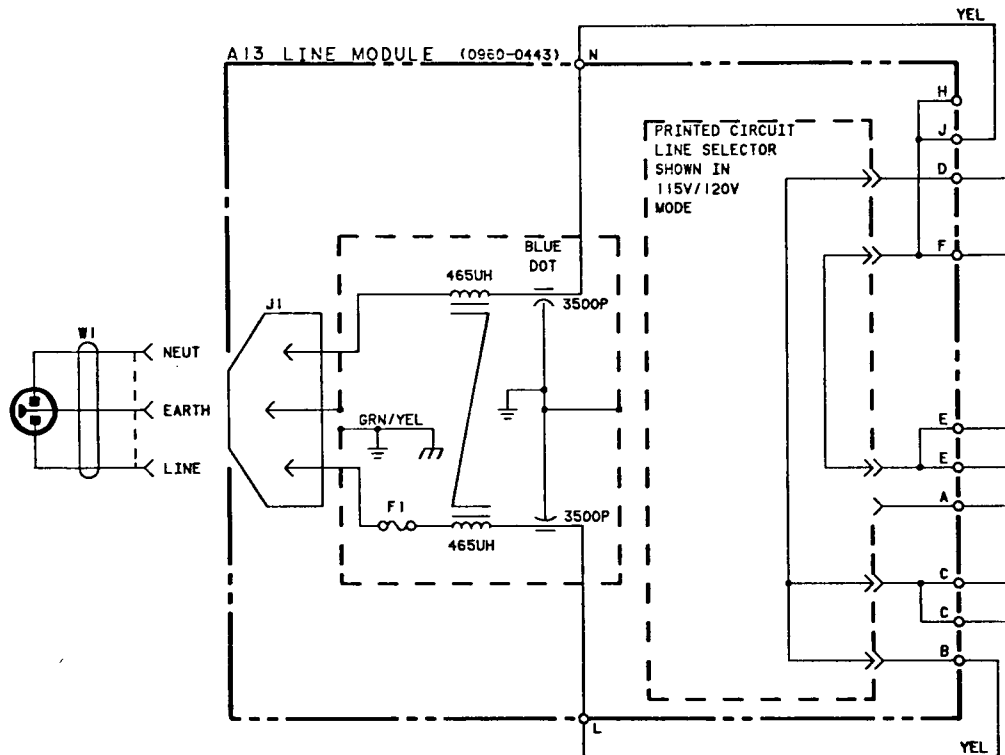 YEL
A13 LINE MODULE (0960-0443) N
H
PRINTED CIRCUIT
LINE SELECTOR
SHOWN IN
115V/120V
MODE
J
D
BLUE
DOT
F
465UH
3500P
J1
W1
NEUT
EARTH
GRN/YEL
LINE
E
E
A
F1
3500P
465UH
C
C
B
L
YEL